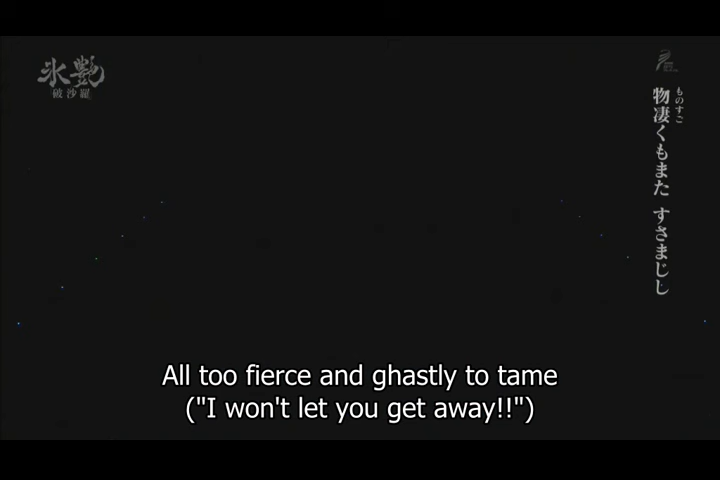 氷艶
破沙羅
ものすご
物凄くもまた すさまじし
All too fierce and ghastly to tame
("I won't let you get away!!")